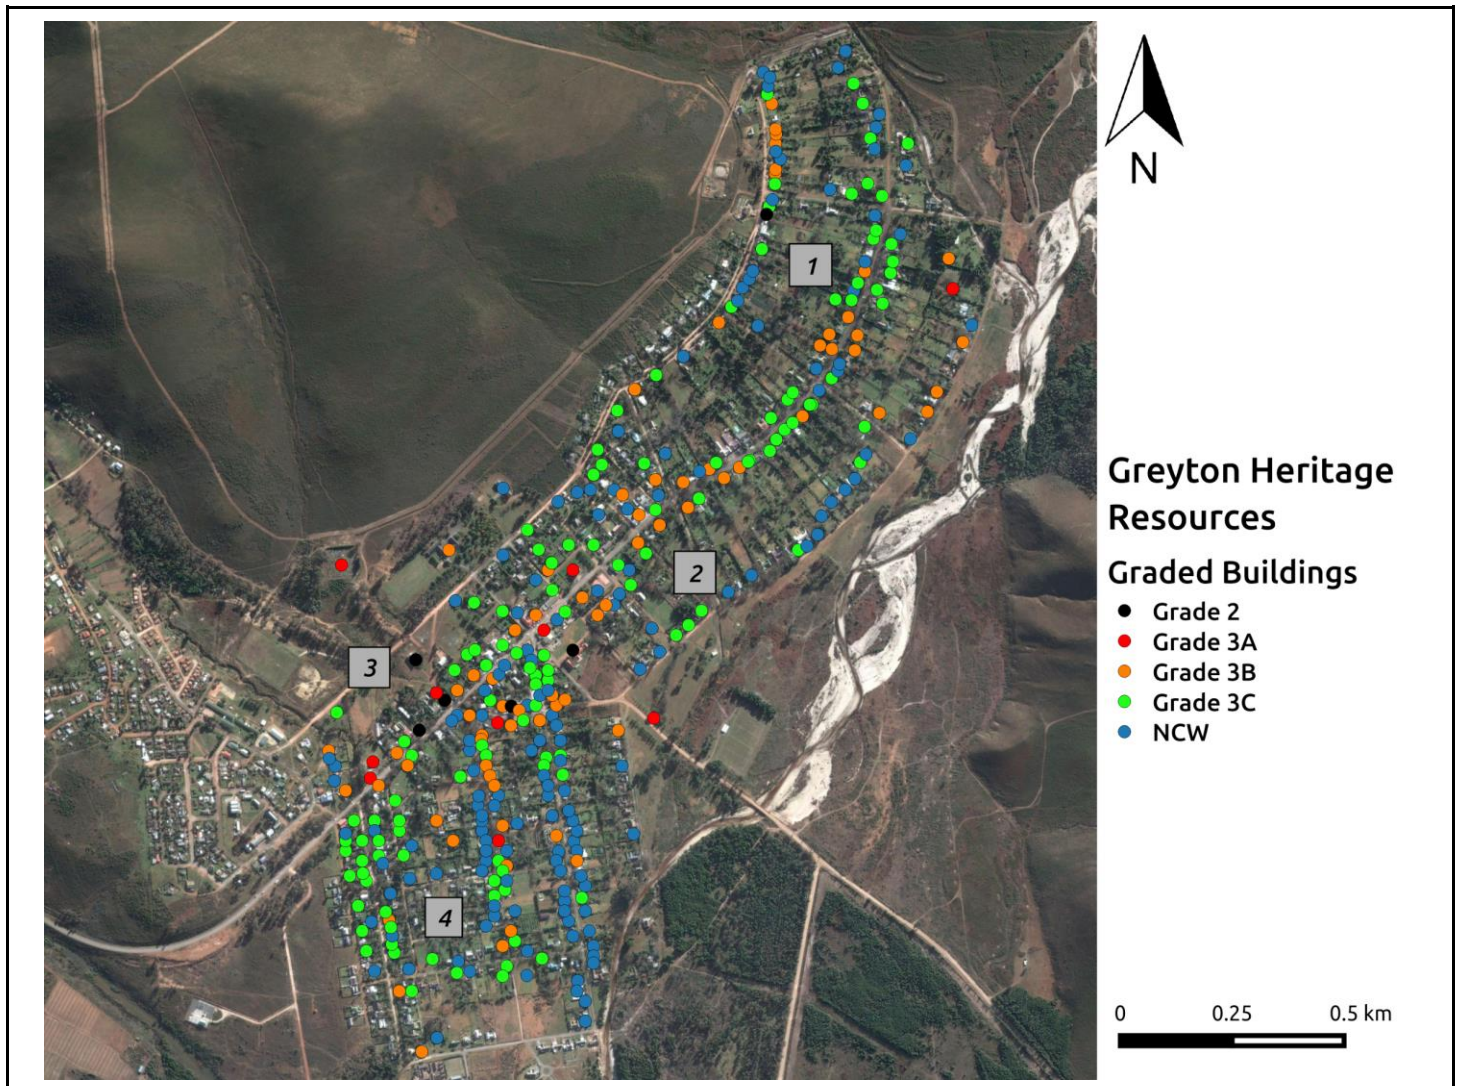 N
1
2
3
4
Greyton Heritage
Resources
Graded Buildings
Grade 2
Grade 3A
Grade 3B
Grade 3C
NCW
0 0.25 0.5 km